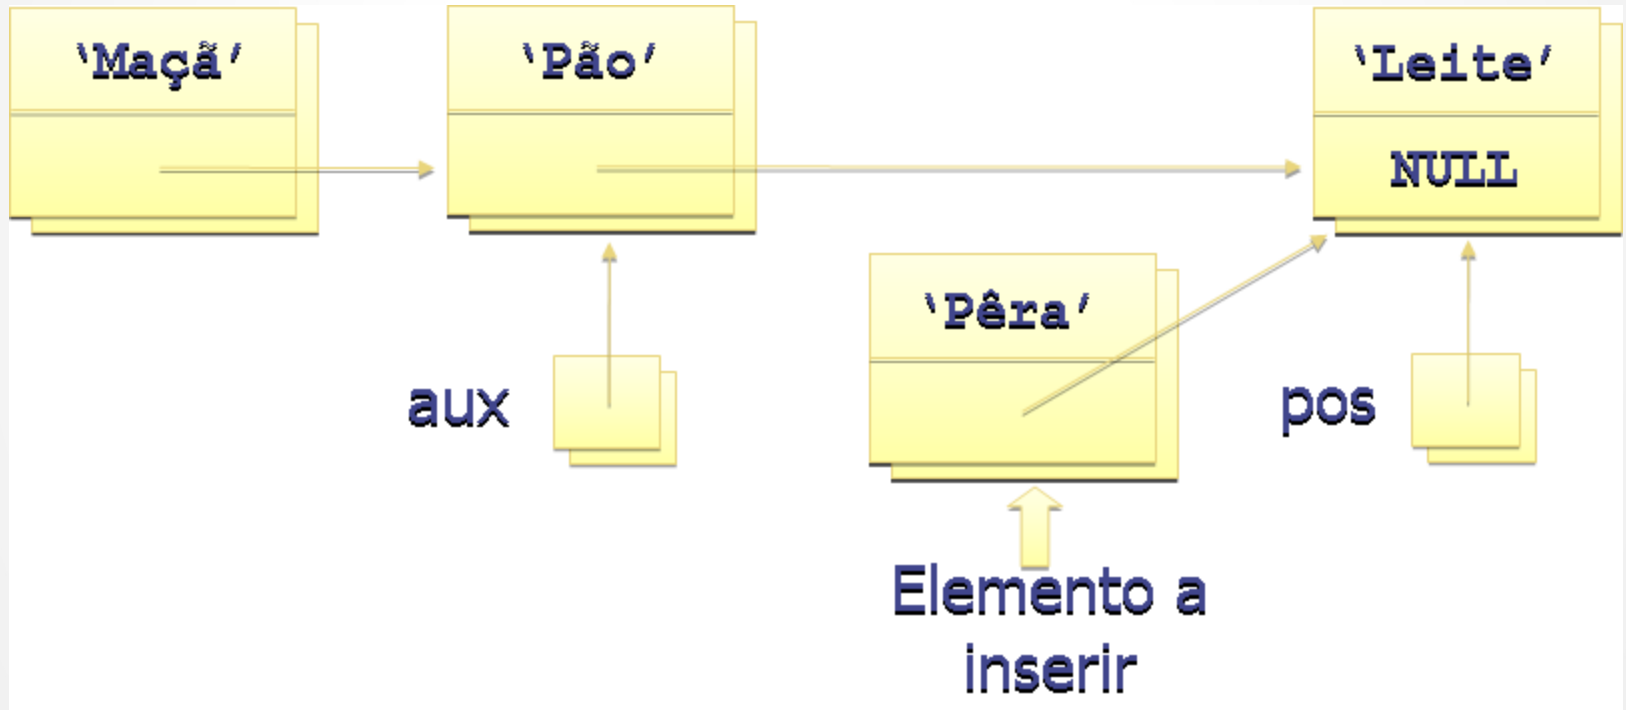 ‘Maçã’
‘Pão’
‘Leite’
NULL
‘Pêra’
aux
pos
Elemento a
inserir